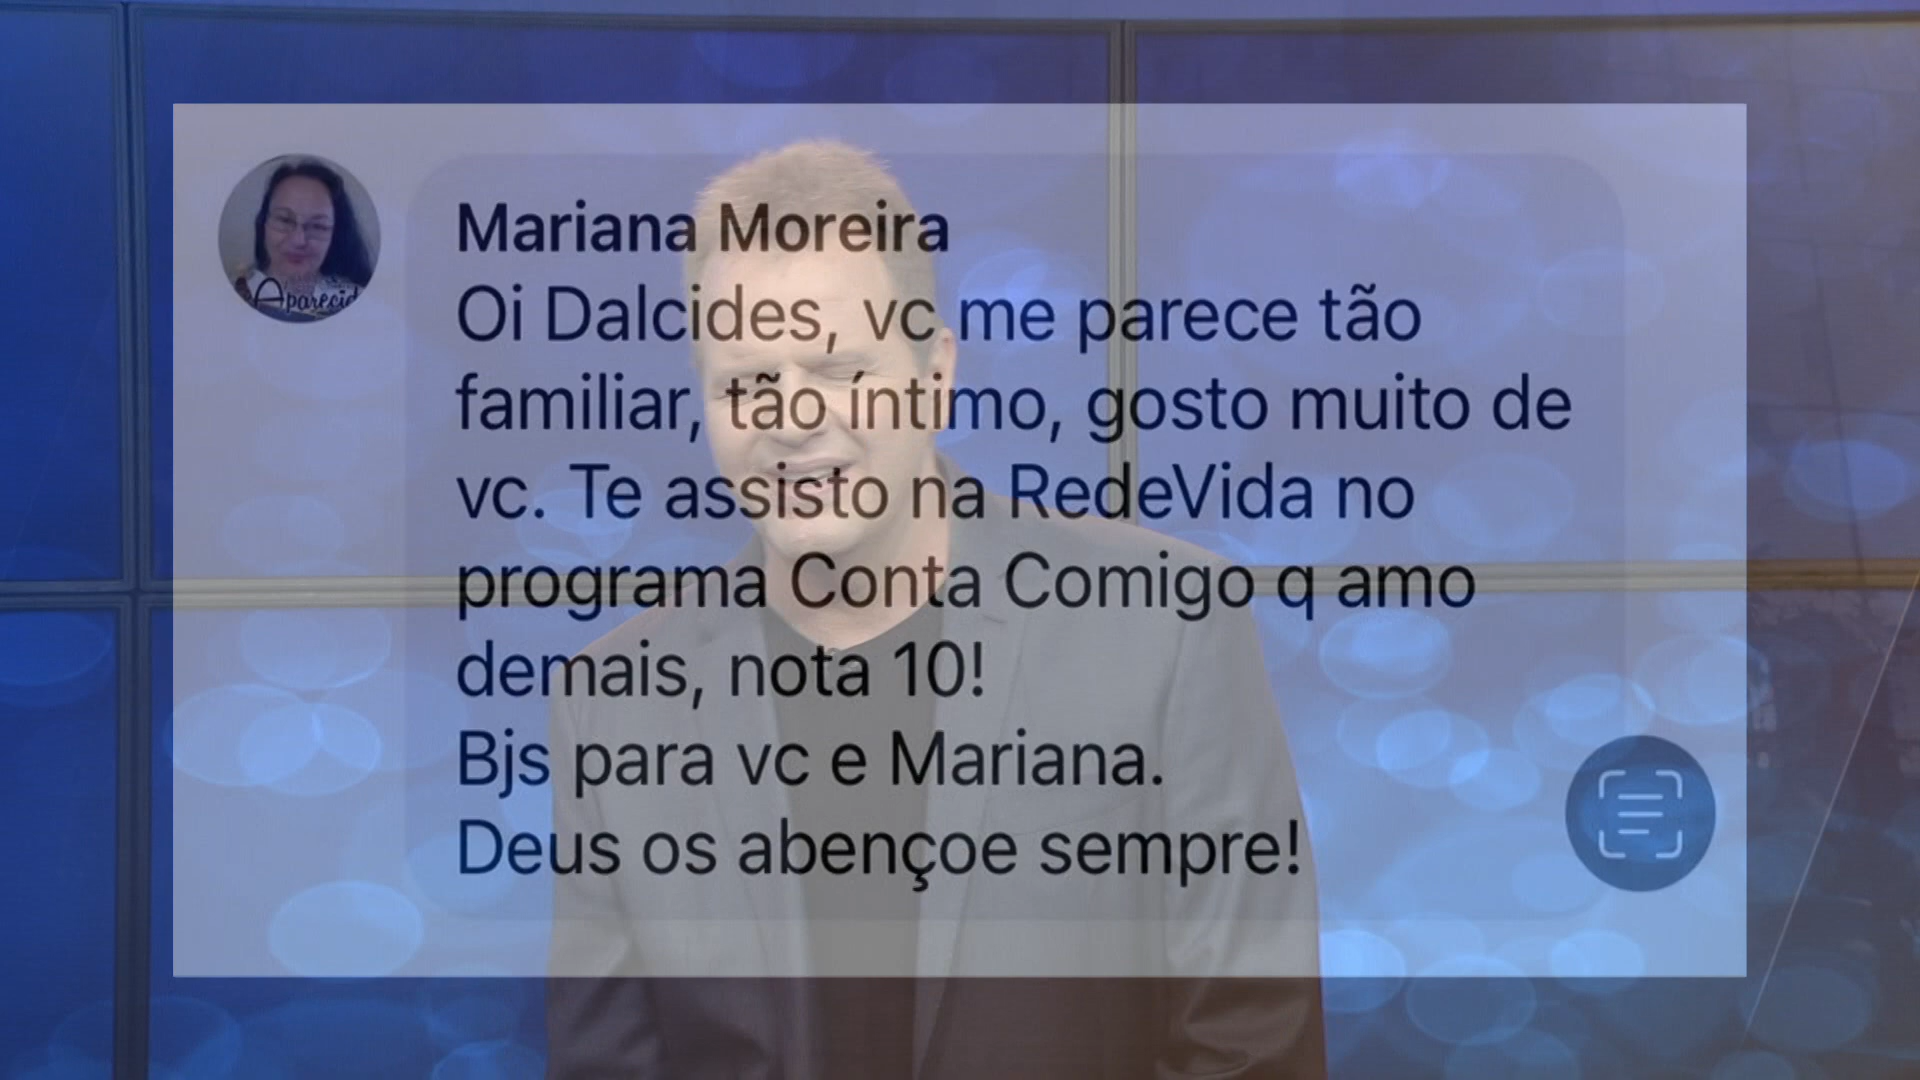 Mariana Moreira
Oi Dalcides, vc me parece tão
familiar, tão íntimo, gosto muito de
vc. Te assisto na RedeVida no
programa Conta Comigo q amo
demais, nota 10!
Bjs para vc e Mariana.
Deus os abençoe sempre!